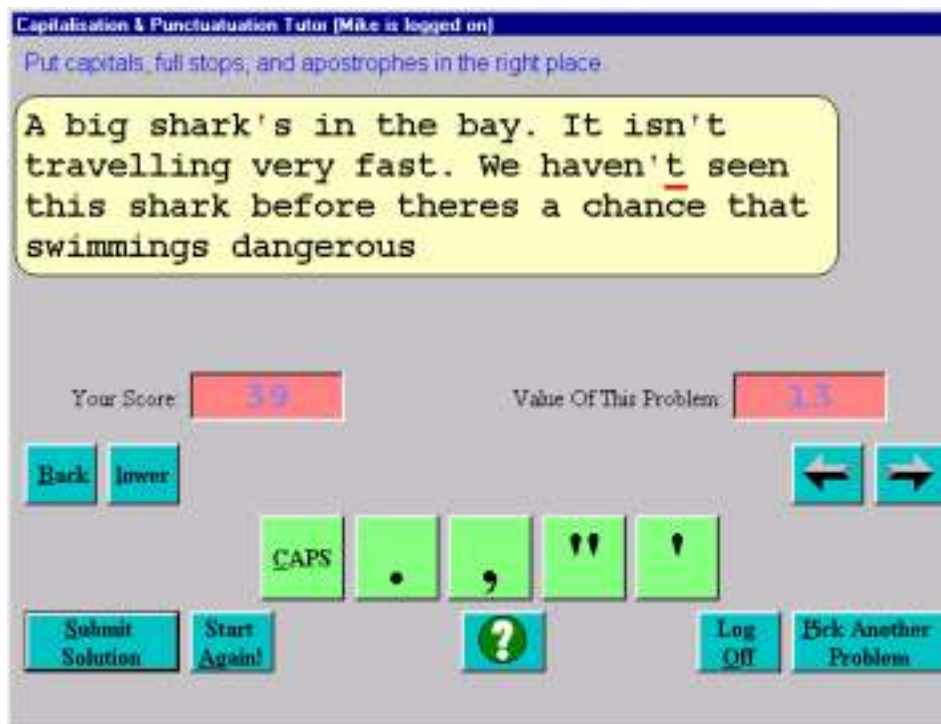 Capitalisation & Punctuatuation Tutor (Mike is logged on)
Put capitals, full stops, and apostrophes in the right place.
A big shark's in the bay. It isn't
travelling very fast. We haven't seen
this shark before theres a chance that
swimmings dangerous
Your Score: 39 Value Of This Problem: 13
Back lower
CAPS . , " '
Submit Solution Start Again! ? Log Off Pick Another Problem